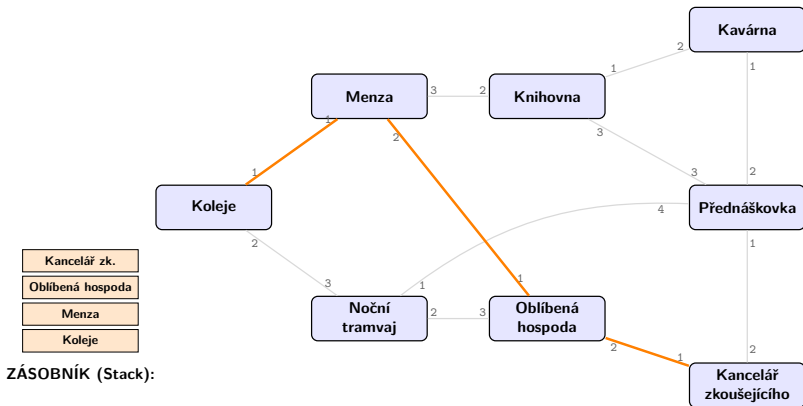 Kavárna
2
1
1
Menza
3
2
Knihovna
1
2
3
1
3
2
Koleje
Přednáškovka
4
2
1
Kancelář zk.
Oblíbená hospoda
Menza
Koleje
ZÁSOBNÍK (Stack):
3
1
1
Noční
tramvaj
2
3
Oblíbená
hospoda
2
1
2
Kancelář
zkoušejícího